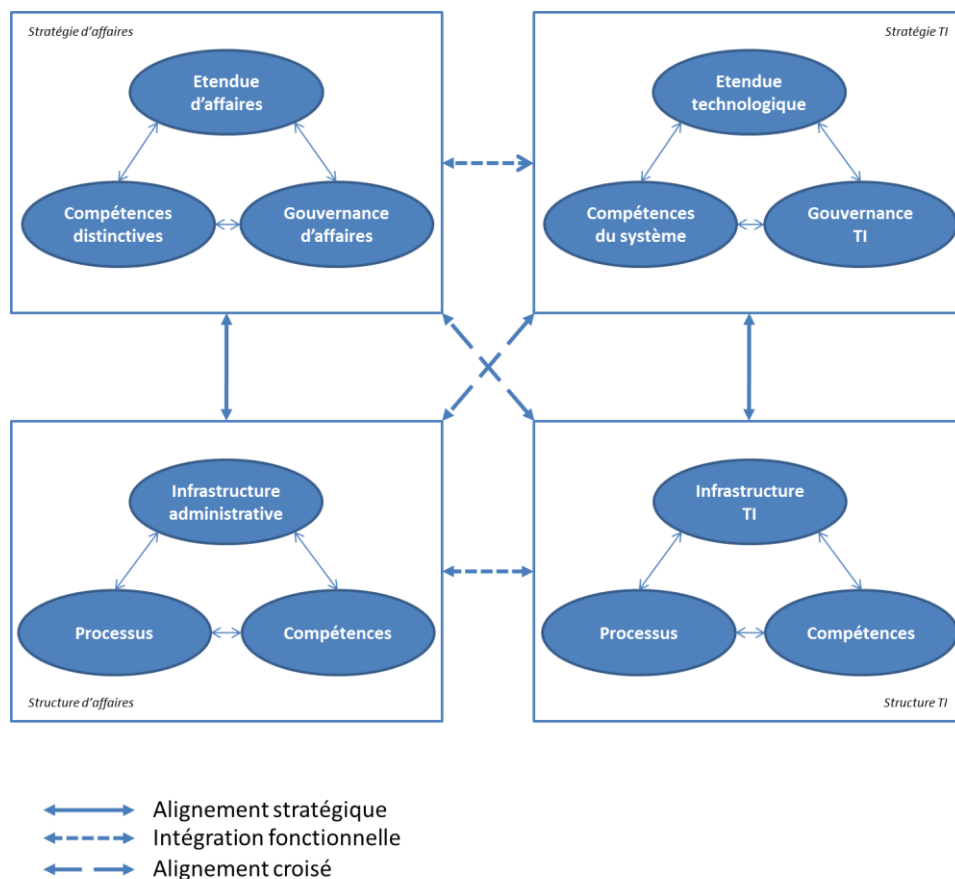 Stratégie d'affaires
Etendue
d'affaires
Compétences
distinctives
Gouvernance
d'affaires
Stratégie TI
Etendue
technologique
Compétences
du système
Gouvernance
TI
Infrastructure
administrative
Processus
Compétences
Structure d'affaires
Infrastructure
TI
Processus
Compétences
Structure TI
Alignement stratégique
Intégration fonctionnelle
Alignement croisé